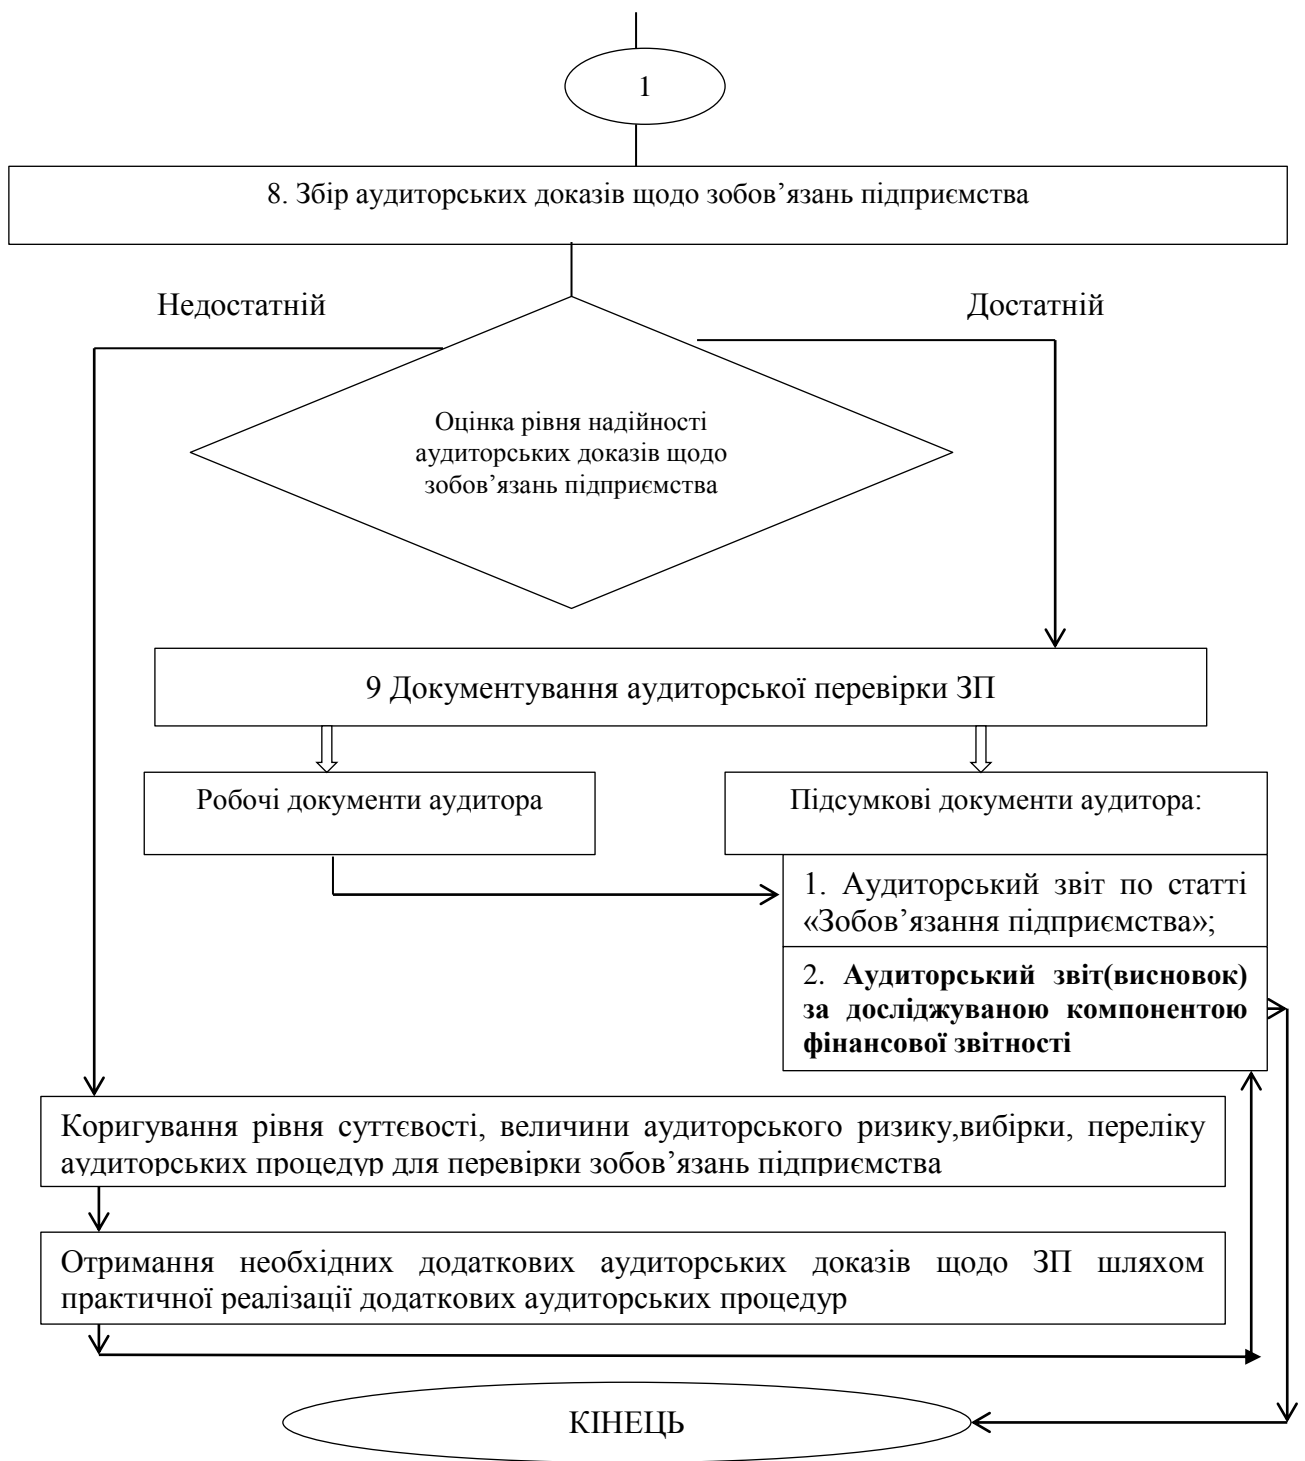 1
8. Збір аудиторських доказів щодо зобов’язань підприємства
Недостатній
Достатній
Оцінка рівня надійності
аудиторських доказів щодо
зобов’язань підприємства
9 Документування аудиторської перевірки ЗП
Робочі документи аудитора
Підсумкові документи аудитора:
1. Аудиторський звіт по статті
«Зобов’язання підприємства»;
2. Аудиторський звіт(висновок)
за досліджуваною компонентою
фінансової звітності
Коригування рівня суттєвості, величини аудиторського ризику,вибірки, переліку
аудиторських процедур для перевірки зобов’язань підприємства
Отримання необхідних додаткових аудиторських доказів щодо ЗП шляхом
практичної реалізації додаткових аудиторських процедур
КІНЕЦЬ